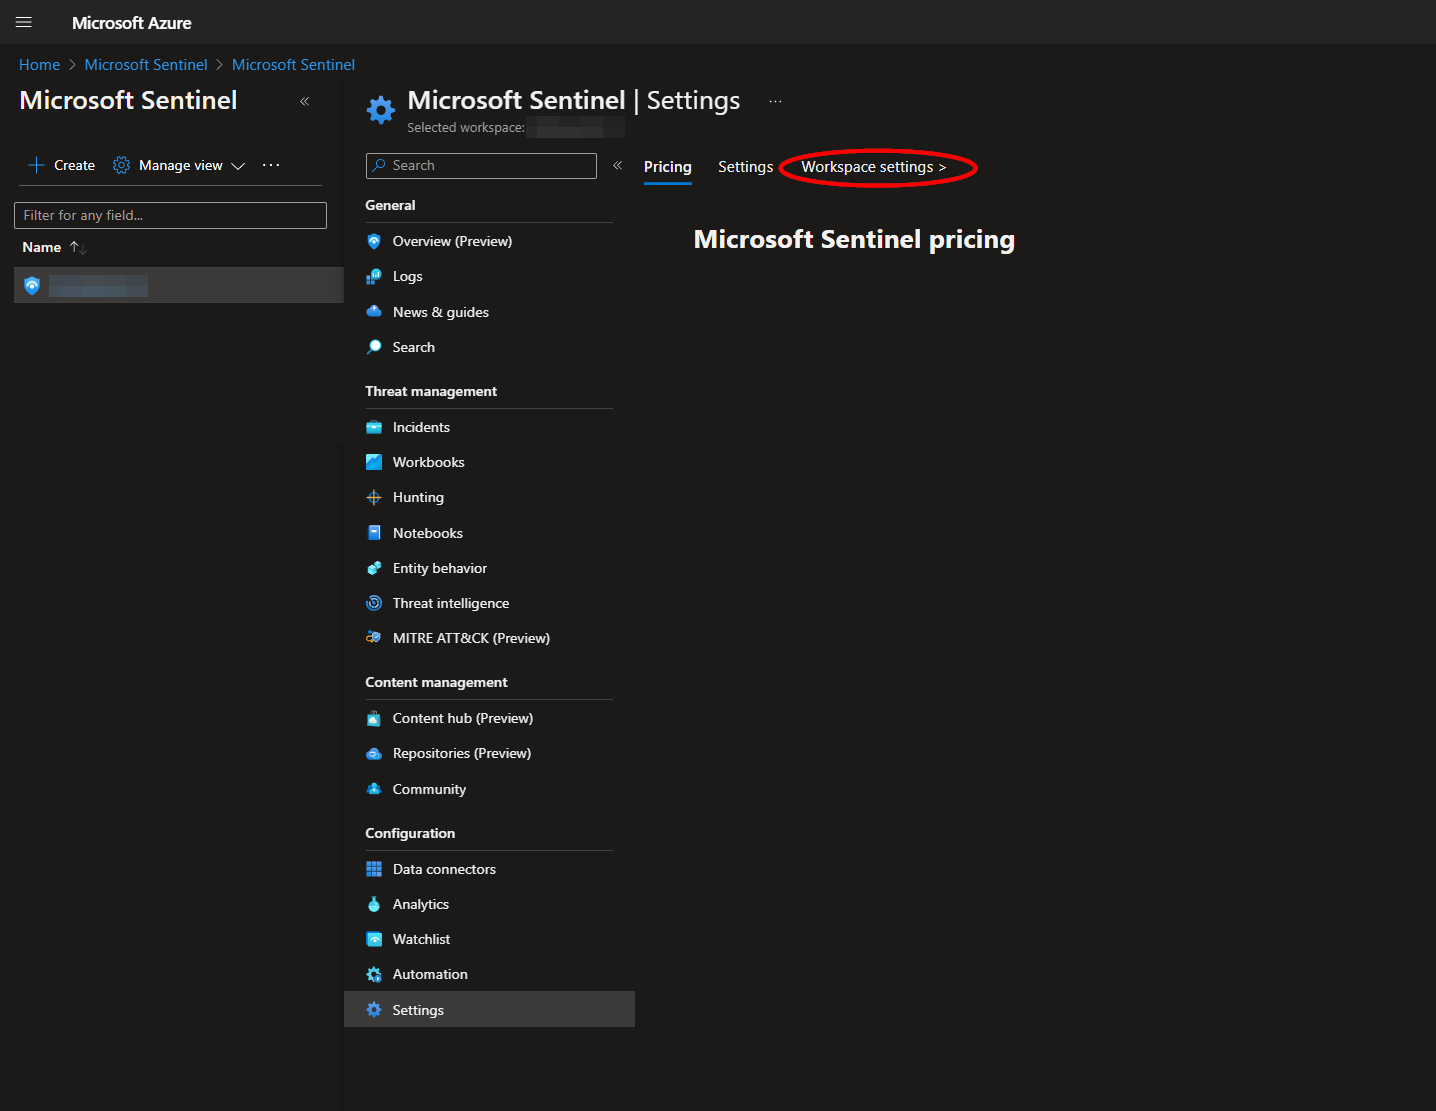 Microsoft Azure
Home > Microsoft Sentinel > Microsoft Sentinel
Microsoft Sentinel «
+ Create Manage view ...
Filter for any field...
Name ↑↓
Microsoft Sentinel | Settings ...
Selected workspace:
Search «
General
Overview (Preview)
Logs
News & guides
Search
Threat management
Incidents
Workbooks
Hunting
Notebooks
Entity behavior
Threat intelligence
MITRE ATT&CK (Preview)
Content management
Content hub (Preview)
Repositories (Preview)
Community
Configuration
Data connectors
Analytics
Watchlist
Automation
Settings
Pricing Settings Workspace settings >
Microsoft Sentinel pricing